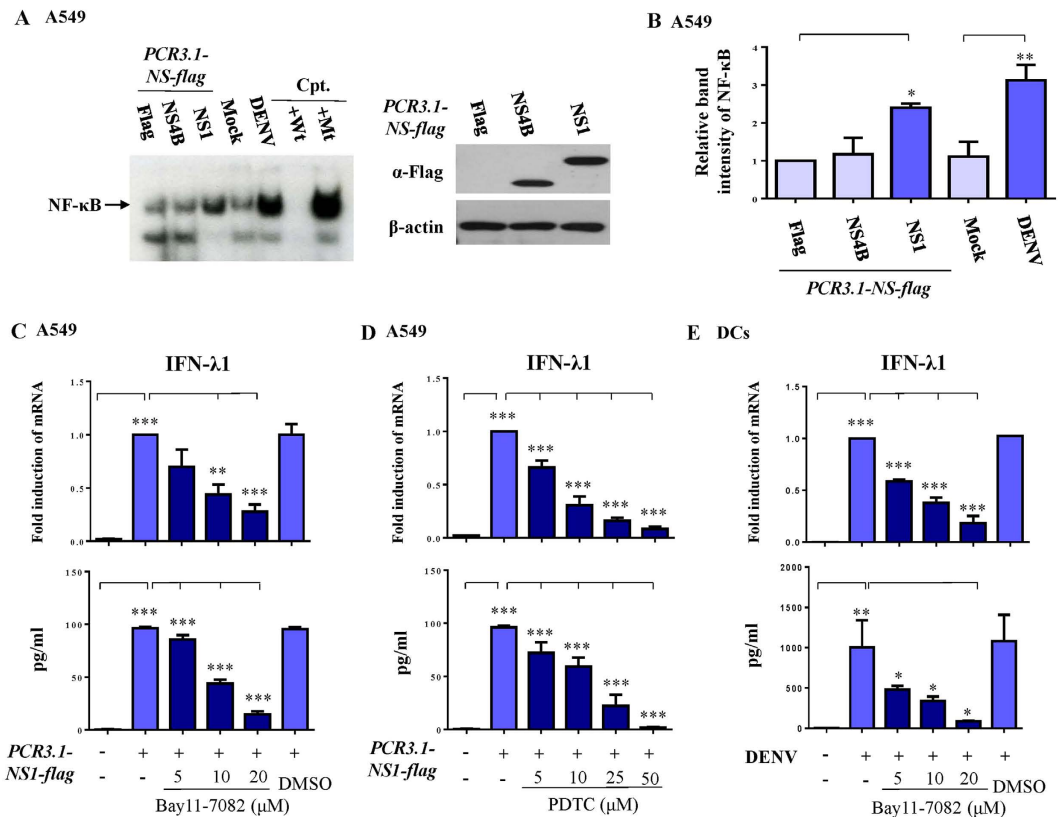 A A549
PCR3.1-
NS-flag
Flag NS4B NS1 Mock DENV
Cpt.
+Wt +Mt
NF-κB
PCR3.1-
NS-flag
Flag NS4B NS1
α-Flag
β-actin
B A549
Relative band
intensity of NF-κB
4
3
2
1
0
* **
Flag NS4B NS1 Mock DENV
PCR3.1-NS-flag
C A549
IFN-λ1
Fold induction of mRNA
1.5
1.0
0.5
0.0
*** ** ***
pg/ml
150
100
50
0
*** *** *** ***
PCR3.1- - + + + + +
NS1-flag - - 5 10 20 DMSO
Bay11-7082 (μM)
D A549
IFN-λ1
Fold induction of mRNA
1.5
1.0
0.5
0.0
*** *** *** *** ***
pg/ml
150
100
50
0
*** *** *** *** ***
PCR3.1- - + + + + +
NS1-flag - - 5 10 25 50
PDTC (μM)
E DCs
IFN-λ1
Fold induction of mRNA
1.5
1.0
0.5
0.0
*** *** *** ***
pg/ml
2000
1500
1000
500
0
** * * *
DENV - + + + + +
- - 5 10 20 DMSO
Bay11-7082 (μM)